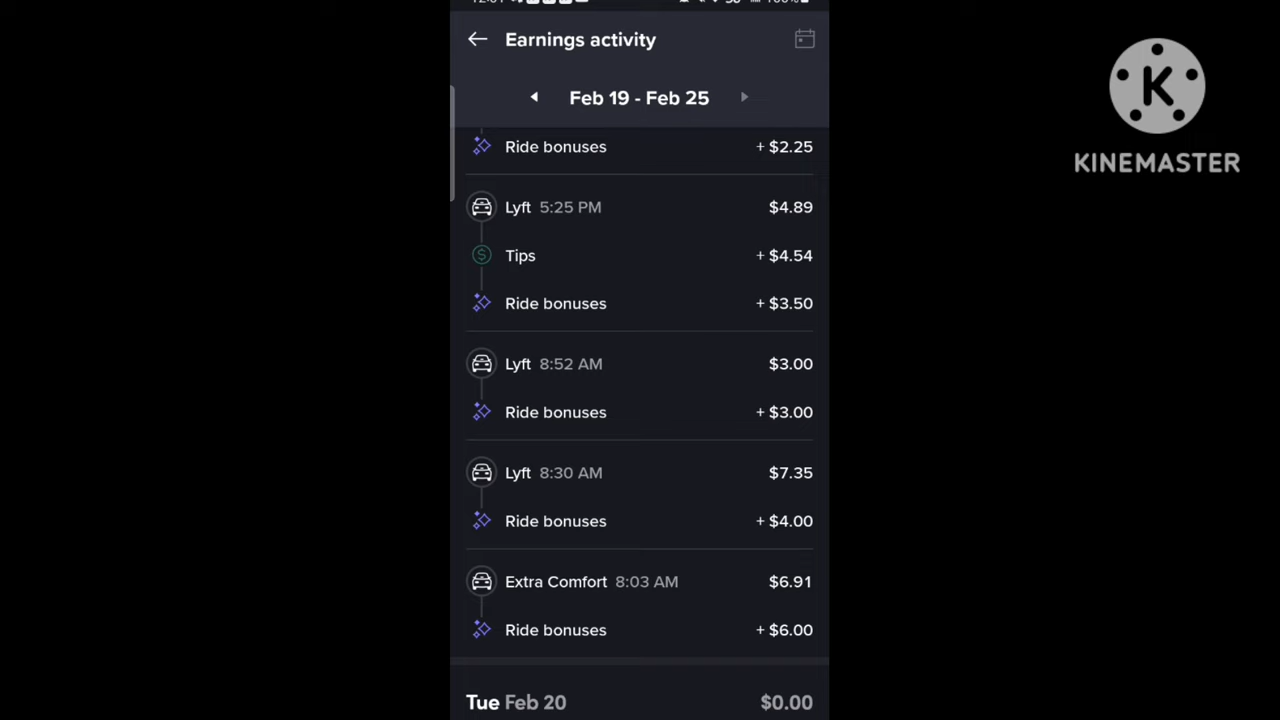 Earnings activity
Feb 19 - Feb 25
Ride bonuses + $2.25
Lyft 5:25 PM $4.89
Tips + $4.54
Ride bonuses + $3.50
Lyft 8:52 AM $3.00
Ride bonuses + $3.00
Lyft 8:30 AM $7.35
Ride bonuses + $4.00
Extra Comfort 8:03 AM $6.91
Ride bonuses + $6.00
Tue Feb 20 $0.00
K
KINEMASTER